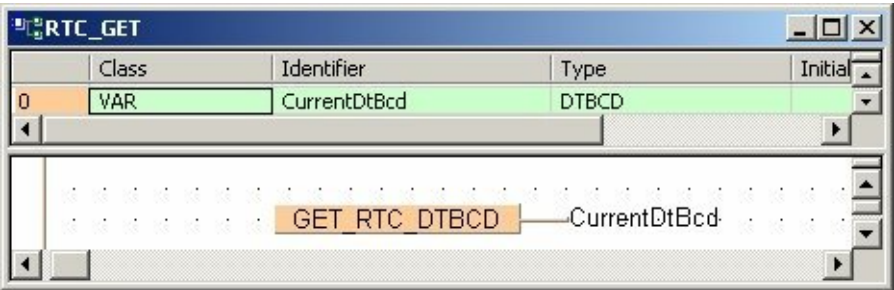 RTC_GET
Class Identifier Type Initial
0 VAR CurrentDtBcd DTBCD
GET_RTC_DTBCD CurrentDtBcd